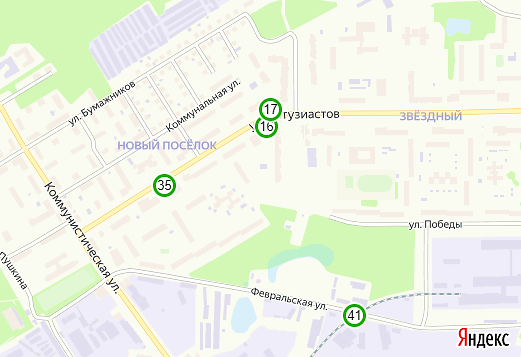 ул. Бумажников
Коммунальная ул.
17
16
тузиастов
ЗВЁЗДНЫЙ
НОВЫЙ ПОСЁЛОК
35
Коммунистическая ул.
ул. Победы
Пушкина
Февральская ул.
41
Яндекс